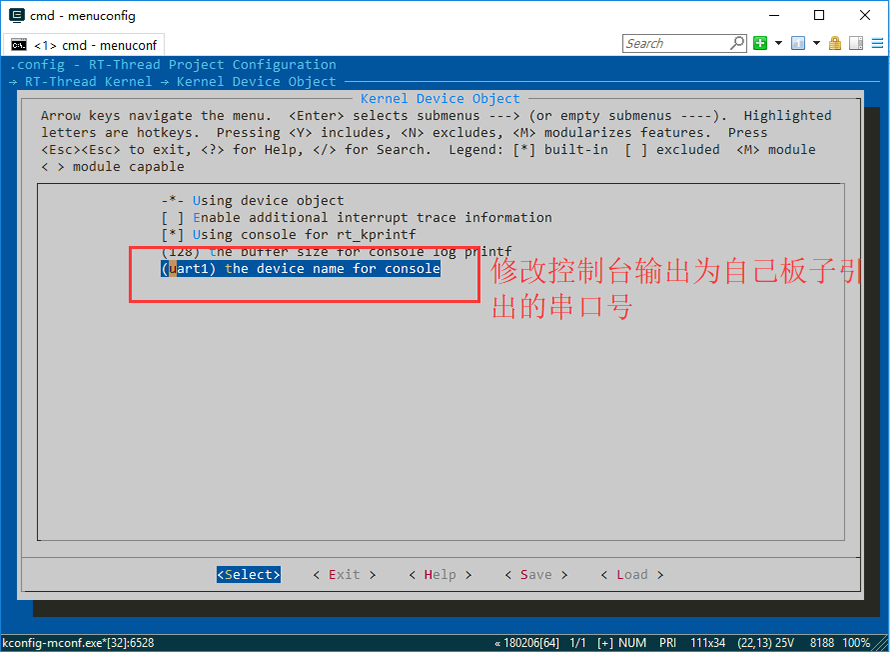 cmd - menuconfig
<1> cmd - menuconf
Search
.config - RT-Thread Project Configuration
→ RT-Thread Kernel → Kernel Device Object
Kernel Device Object
Arrow keys navigate the menu.  <Enter> selects submenus ---> (or empty submenus ----).  Highlighted
letters are hotkeys.  Pressing <Y> includes, <N> excludes, <M> modularizes features.  Press
<Esc><Esc> to exit, <?> for Help, </> for Search.  Legend: [*] built-in  [ ] excluded  <M> module
< > module capable
-*- Using device object
[ ] Enable additional interrupt trace information
[*] Using console for rt_kprintf
(128) the buffer size for console log printf
(uart1) the device name for console
修改控制台输出为自己板子引
出的串口号
<Select>    < Exit >    < Help >    < Save >    < Load >
kconfig-mconf.exe*[32]:6528    « 180206[64]  1/1  [+] NUM  PRI  111x34  (22,13) 25V  8188  100%